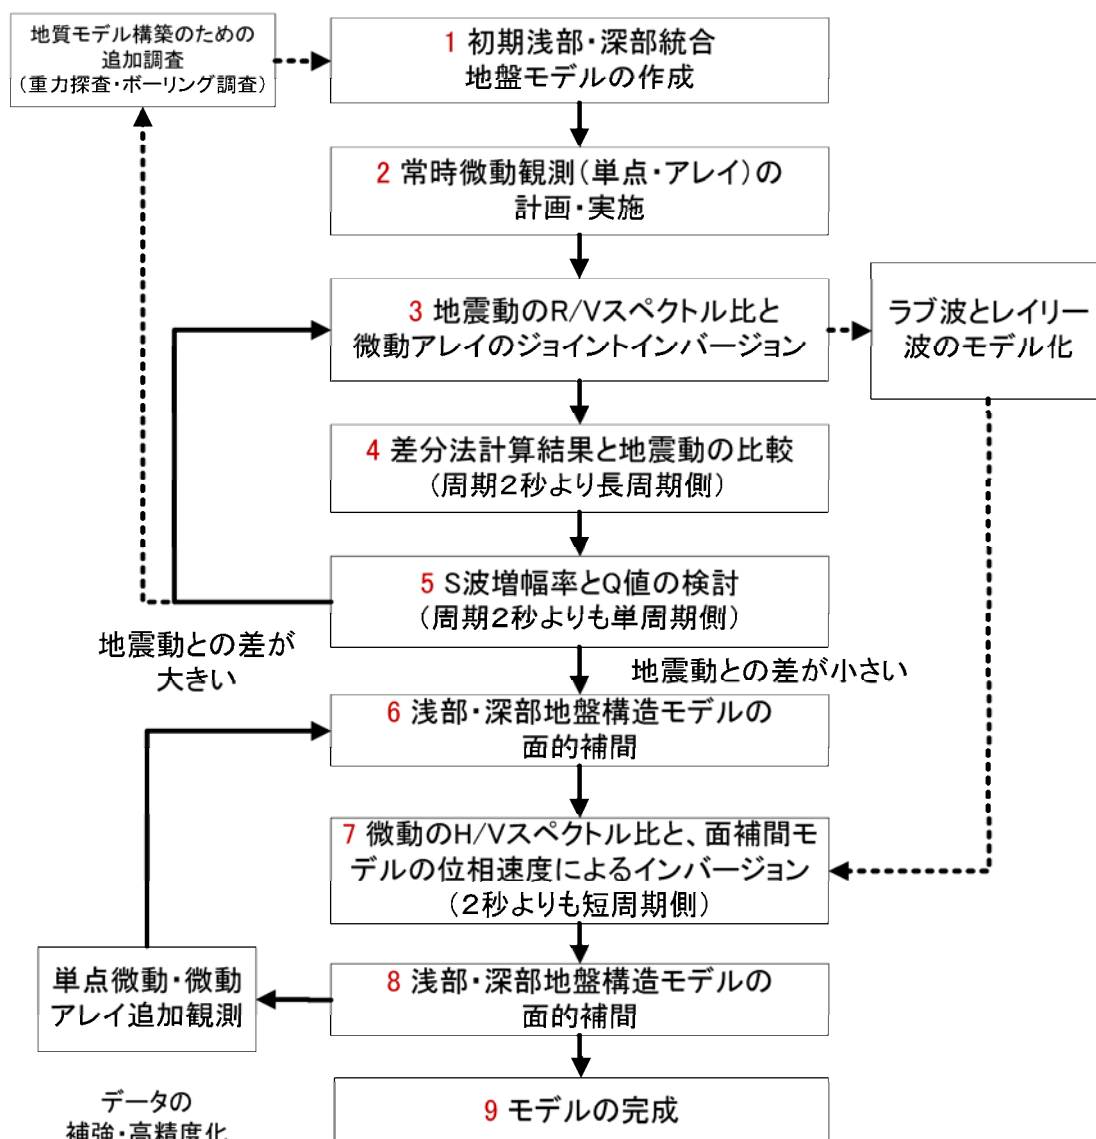 地質モデル構築のための
追加調査
（重力探査・ボーリング調査）
1 初期浅部・深部統合
地盤モデルの作成
2 常時微動観測（単点・アレイ）の
計画・実施
3 地震動のR/Vスペクトル比と
微動アレイのジョイントインバージョン
ラブ波とレイリー
波のモデル化
4 差分法計算結果と地震動の比較
（周期２秒より長周期側）
5 S波増幅率とQ値の検討
（周期２秒よりも単周期側）
地震動との差が
大きい
地震動との差が小さい
6 浅部・深部地盤構造モデルの
面的補間
7 微動のH/Vスペクトル比と、面補間モ
デルの位相速度によるインバージョン
（２秒よりも短周期側）
単点微動・微動
アレイ追加観測
8 浅部・深部地盤構造モデルの
面的補間
データの
補強・高精度化
9 モデルの完成